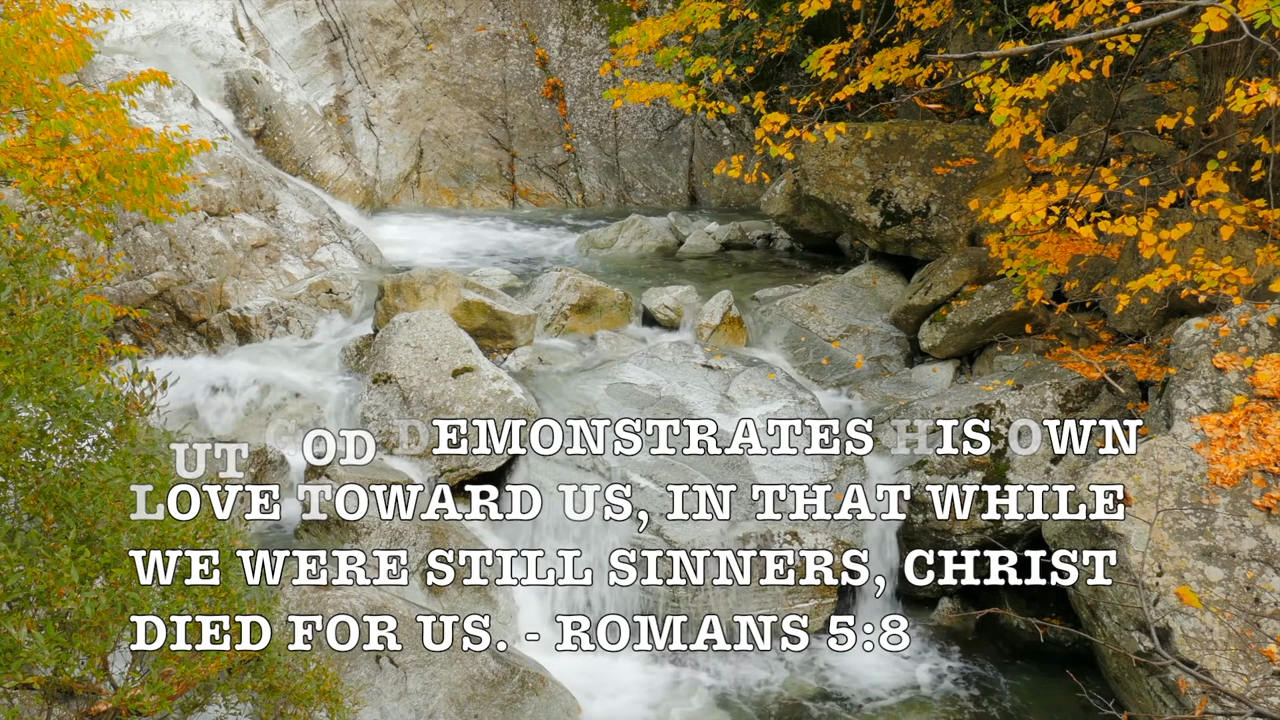 BUT GOD DEMONSTRATES HIS OWN
LOVE TOWARD US, IN THAT WHILE
WE WERE STILL SINNERS, CHRIST
DIED FOR US. - ROMANS 5:8